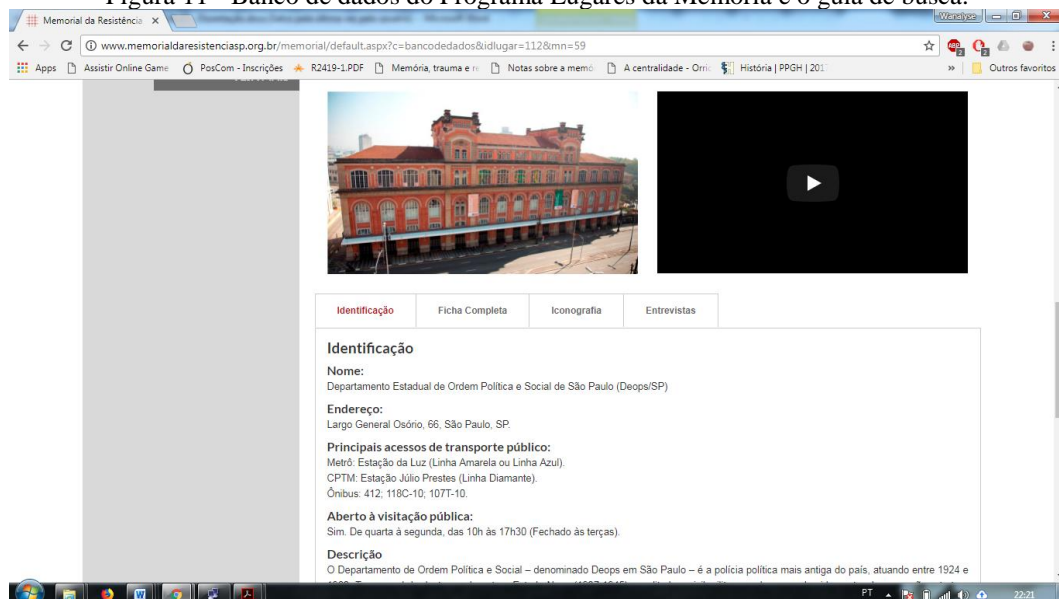 Figura 11 - Banco de dados do Programa Lugares da Memória e o guia de busca.
Memorial da Resistência
Wanalyse
www.memorialdaresistenciasp.org.br/memorial/default.aspx?c=bancodedados&idlugar=112&mn=59
Apps Assistir Online Game PosCom - Inscrições R2419-1.PDF Memória, trauma e Notas sobre a memó A centralidade - Orri História | PPGH | 201 » Outros favoritos
Identificação Ficha Completa Iconografia Entrevistas
Identificação
Nome:
Departamento Estadual de Ordem Política e Social de São Paulo (Deops/SP)
Endereço:
Largo General Osório, 66, São Paulo, SP.
Principais acessos de transporte público:
Metrô: Estação da Luz (Linha Amarela ou Linha Azul).
CPTM: Estação Júlio Prestes (Linha Diamante).
Ônibus: 412; 118C-10; 107T-10.
Aberto à visitação pública:
Sim. De quarta à segunda, das 10h às 17h30 (Fechado às terças).
Descrição
O Departamento de Ordem Política e Social – denominado Deops em São Paulo – é a polícia política mais antiga do país, atuando entre 1924 e
PT 22:21